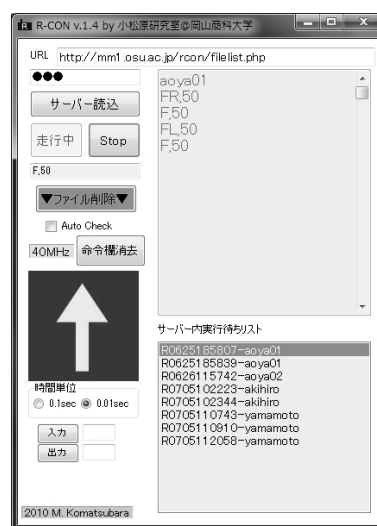 R-CON v.1.4 by 小松原研究室@岡山商科大学
URL http://mm1.osu.ac.jp/rcon/filelist.php
●●●
サーバー読込
走行中 Stop
F,50
▼ファイル削除▼
Auto Check
40MHz 命令欄消去
時間単位
0.1sec 0.01sec
入力
出力
2010 M. Komatsubara
aoya01
FR,50
F,50
FL,50
F,50
サーバー内実行待ちリスト
R0625185807-aoya01
R0625185839-aoya01
R0626115742-aoya02
R0705102223-akihiro
R0705102344-akihiro
R0705110743-yamamoto
R0705110910-yamamoto
R0705112058-yamamoto